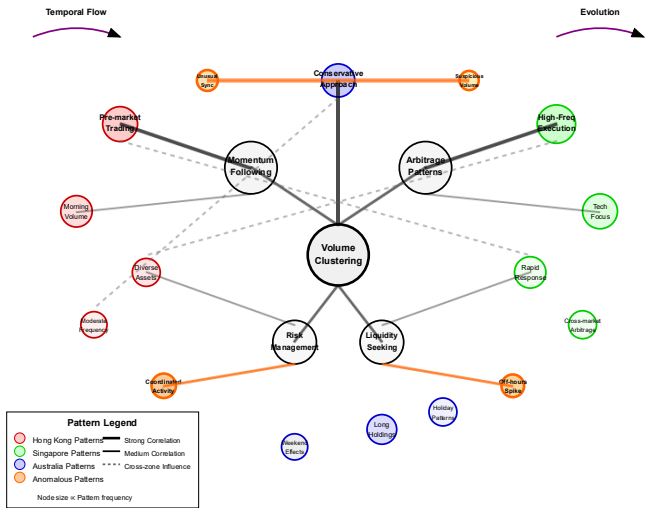 Temporal Flow
Evolution
Unusual
Sync
Conservative
Approach
Suspicious
Volume
Pre-market
Trading
High-Freq
Execution
Momentum
Following
Arbitrage
Patterns
Morning
Volume
Tech
Focus
Volume
Clustering
Diverse
Assets
Rapid
Response
Moderate
Frequency
Cross-market
Arbitrage
Risk
Management
Liquidity
Seeking
Coordinated
Activity
Off-hours
Spike
Holiday
Patterns
Long
Holdings
Weekend
Effects
Pattern Legend
Hong Kong Patterns
Strong Correlation
Singapore Patterns
Medium Correlation
Australia Patterns
Cross-zone Influence
Anomalous Patterns
Node size ∝ Pattern frequency